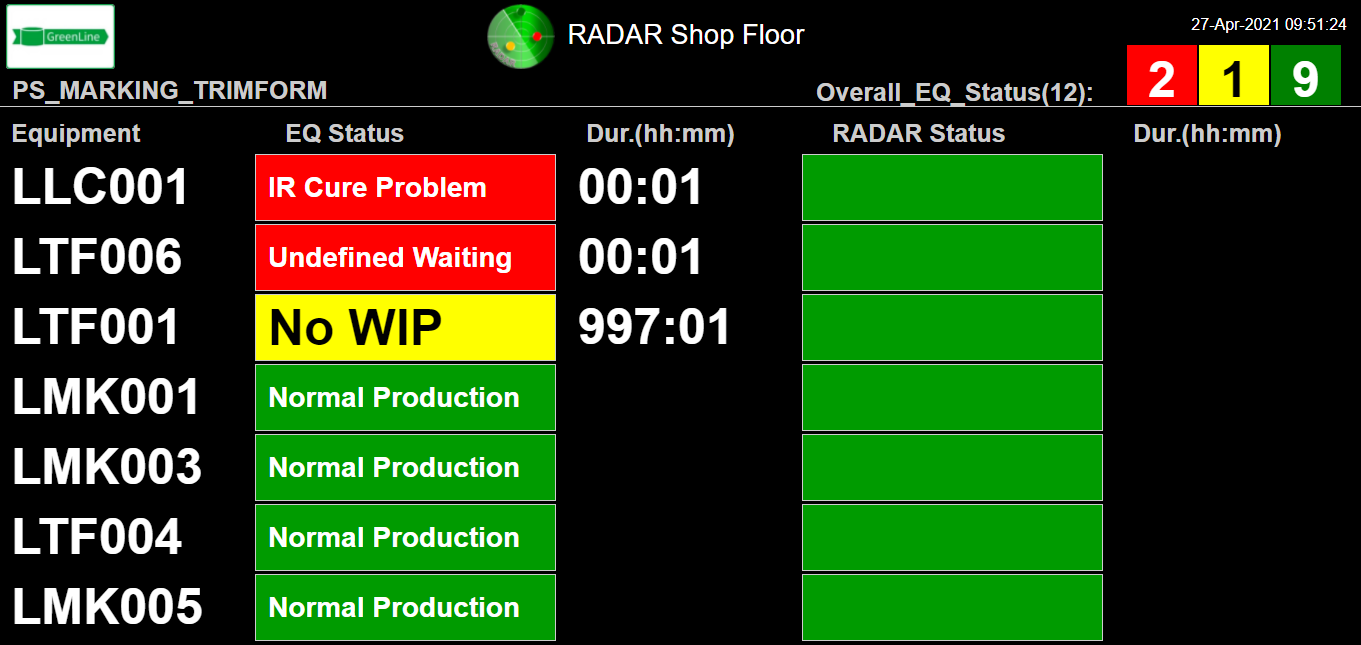 GreenLine
RADAR Shop Floor
27-Apr-2021 09:51:24
PS_MARKING_TRIMFORM
Overall_EQ_Status(12): 2 1 9
Equipment EQ Status Dur.(hh:mm) RADAR Status Dur.(hh:mm)
LLC001 IR Cure Problem 00:01
LTF006 Undefined Waiting 00:01
LTF001 No WIP 997:01
LMK001 Normal Production
LMK003 Normal Production
LTF004 Normal Production
LMK005 Normal Production